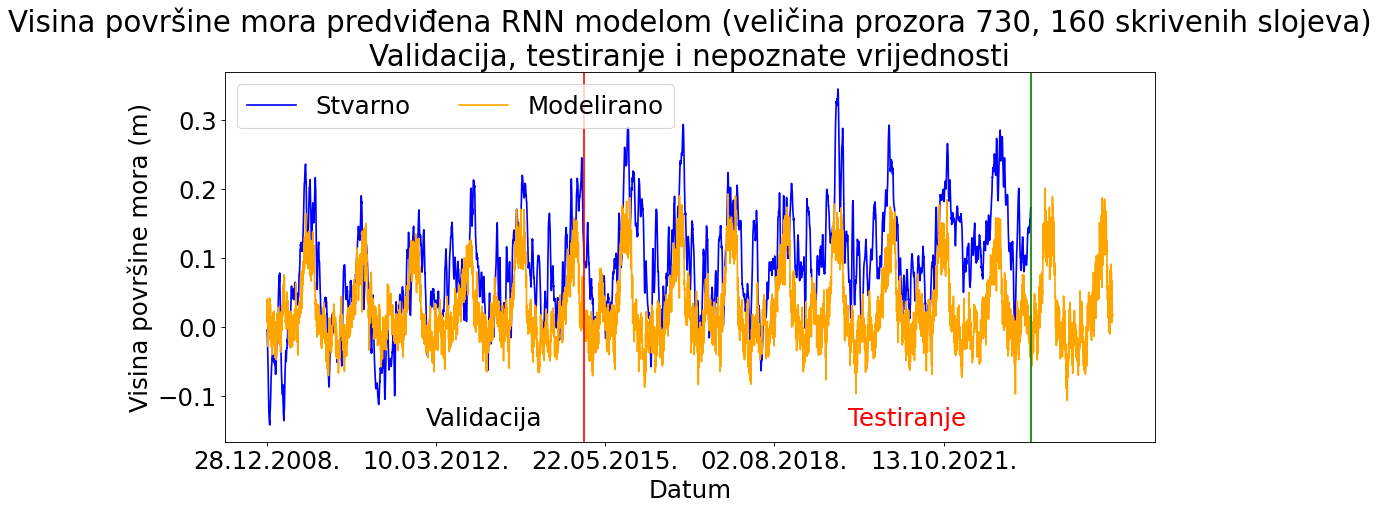 Visina površine mora predviđena RNN modelom (veličina prozora 730, 160 skrivenih slojeva)
Validacija, testiranje i nepoznate vrijednosti
Stvarno
Modelirano
Visina površine mora (m)
0.3
0.2
0.1
0.0
−0.1
Validacija
Testiranje
28.12.2008.
10.03.2012.
22.05.2015.
02.08.2018.
13.10.2021.
Datum